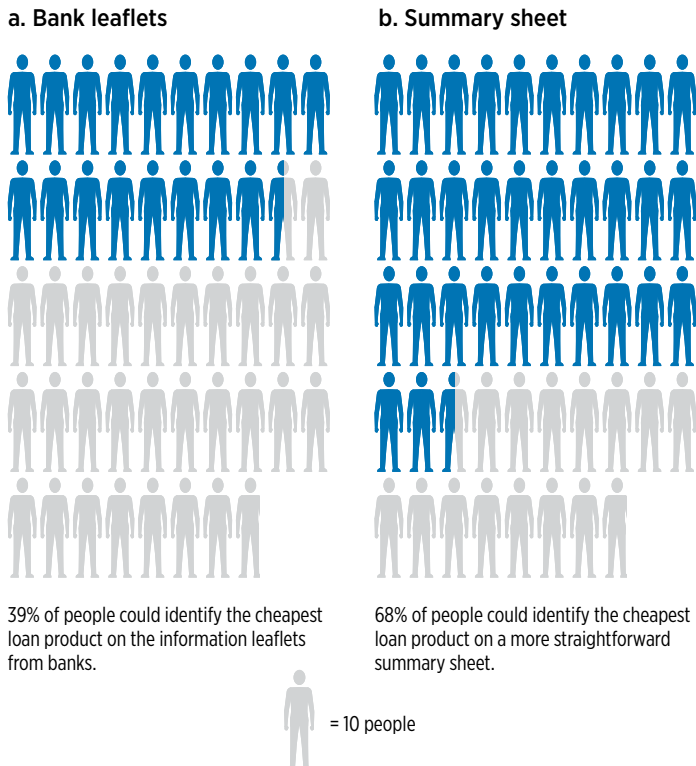 a. Bank leaflets
b. Summary sheet
39% of people could identify the cheapest
loan product on the information leaflets
from banks.
68% of people could identify the cheapest
loan product on a more straightforward
summary sheet.
= 10 people